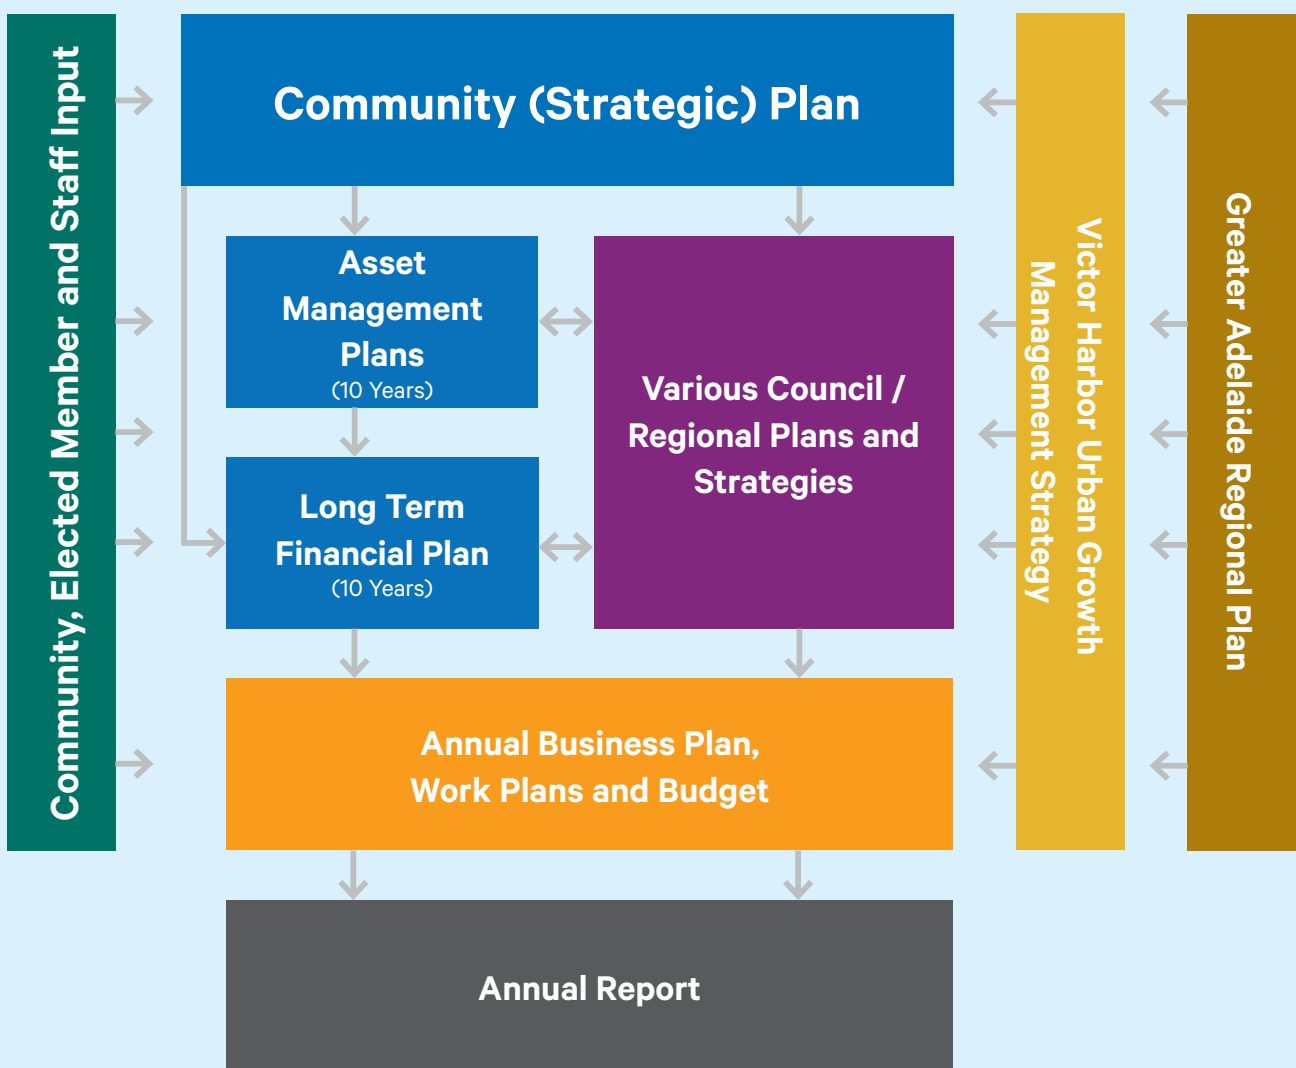 Community, Elected Member and Staff Input
Community (Strategic) Plan
Asset
Management
Plans
(10 Years)
Long Term
Financial Plan
(10 Years)
Various Council /
Regional Plans and
Strategies
Annual Business Plan,
Work Plans and Budget
Annual Report
Victor Harbor Urban Growth
Management Strategy
Greater Adelaide Regional Plan